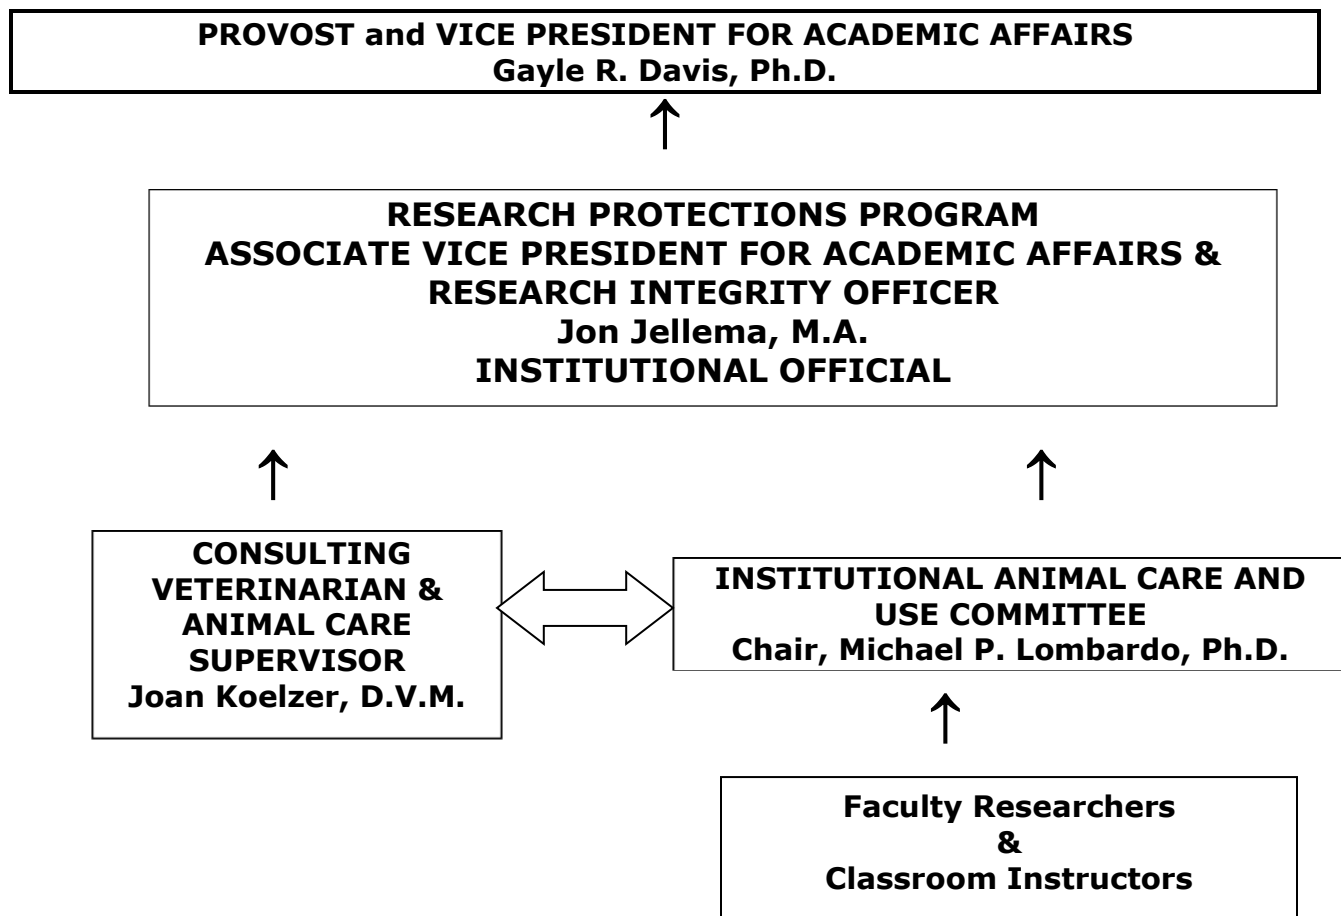 PROVOST and VICE PRESIDENT FOR ACADEMIC AFFAIRS
Gayle R. Davis, Ph.D.
RESEARCH PROTECTIONS PROGRAM
ASSOCIATE VICE PRESIDENT FOR ACADEMIC AFFAIRS &
RESEARCH INTEGRITY OFFICER
Jon Jellema, M.A.
INSTITUTIONAL OFFICIAL
CONSULTING
VETERINARIAN &
ANIMAL CARE
SUPERVISOR
Joan Koelzer, D.V.M.
INSTITUTIONAL ANIMAL CARE AND
USE COMMITTEE
Chair, Michael P. Lombardo, Ph.D.
Faculty Researchers
&
Classroom Instructors